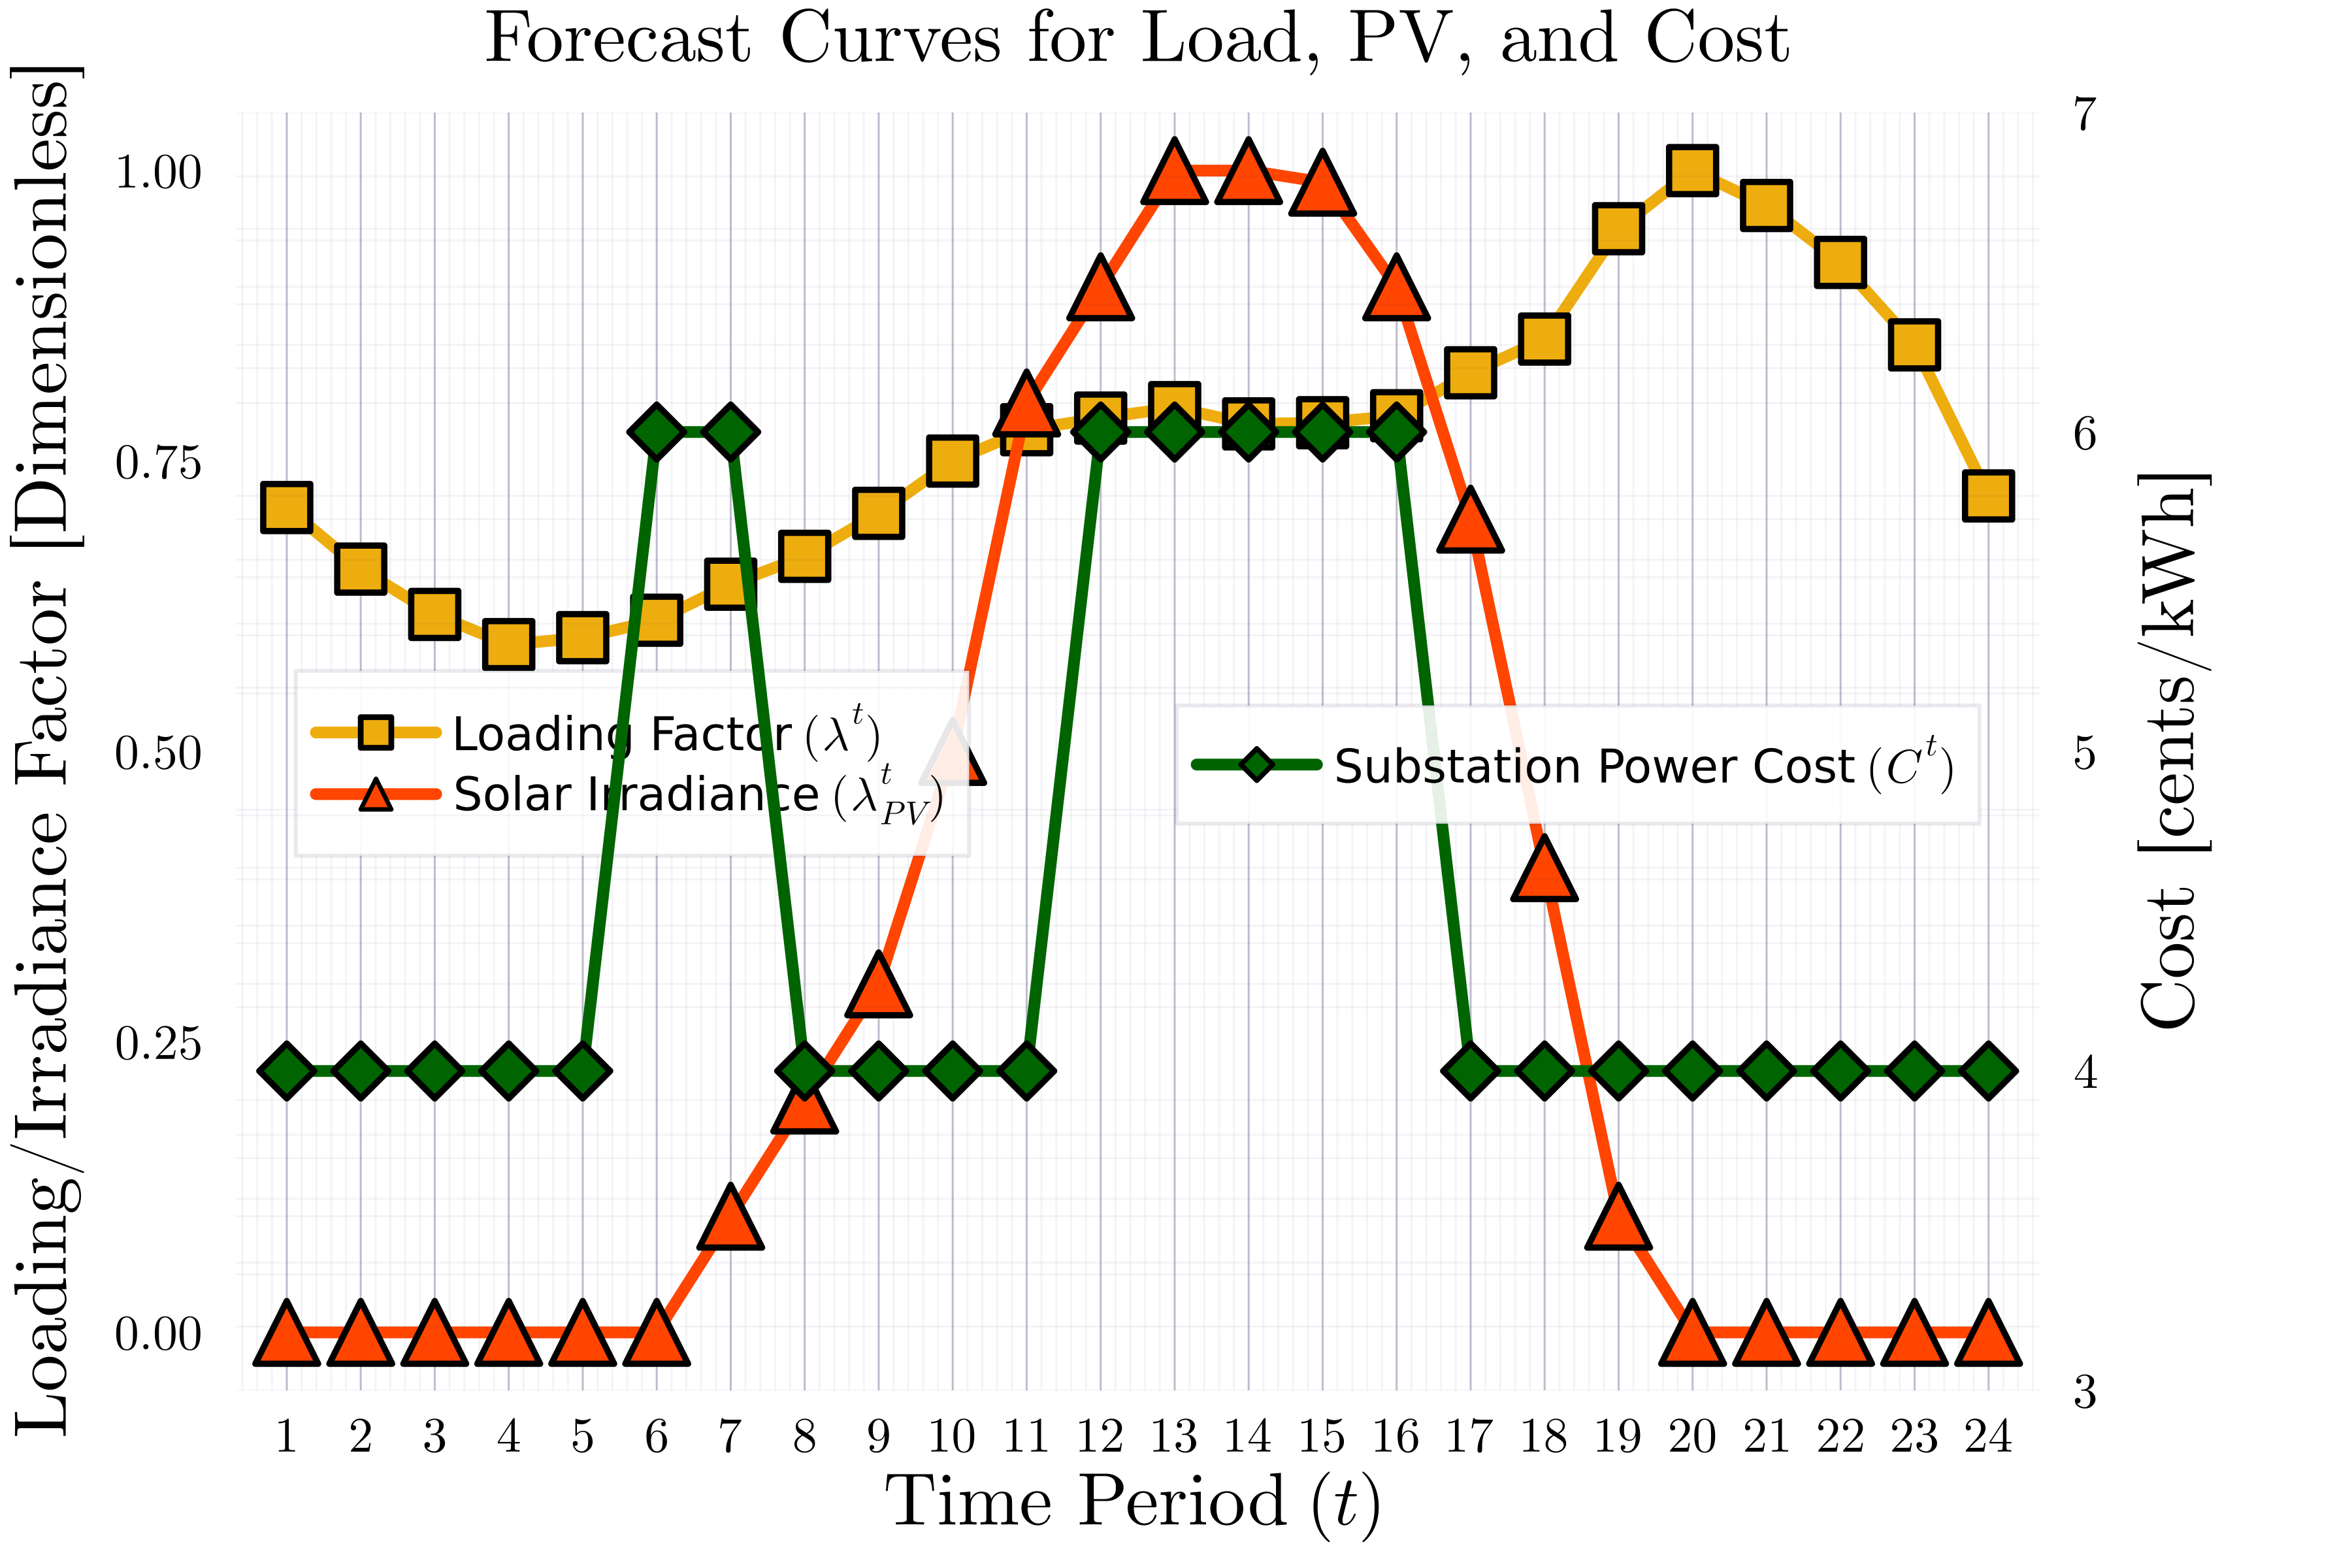 Forecast Curves for Load, PV, and Cost
Loading/Irradiance Factor [Dimensionless]
1.00
0.75
0.50
0.25
0.00
Loading Factor (λ^t)
Solar Irradiance (λ^t_PV)
Substation Power Cost (C^t)
7
6
5
4
3
Cost [cents/kWh]
1 2 3 4 5 6 7 8 9 10 11 12 13 14 15 16 17 18 19 20 21 22 23 24
Time Period (t)